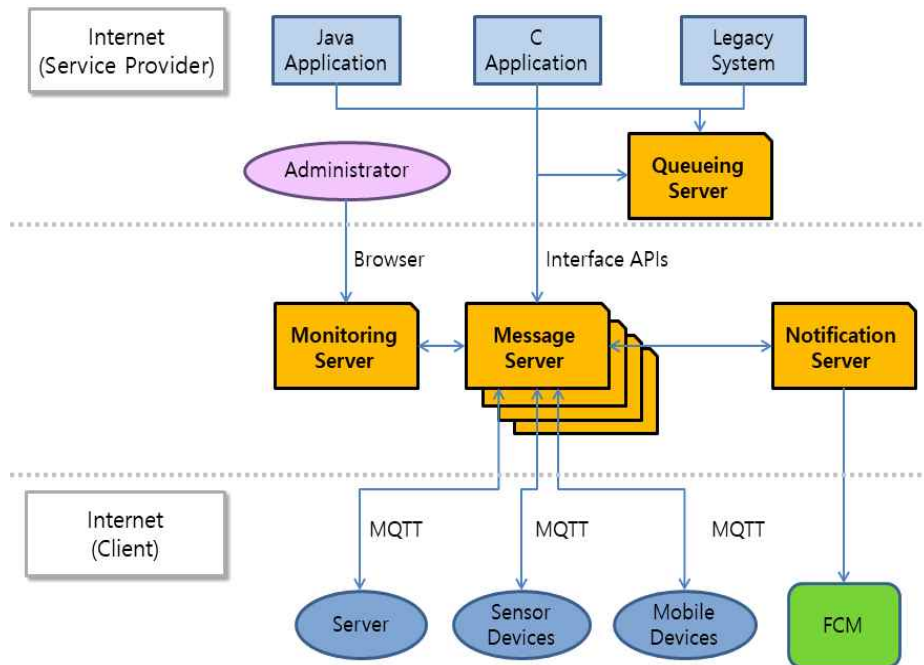 Internet
(Service Provider)
Java
Application
C
Application
Legacy
System
Administrator
Queueing
Server
Browser
Interface APIs
Monitoring
Server
Message
Server
Notification
Server
Internet
(Client)
MQTT
MQTT
MQTT
Server
Sensor
Devices
Mobile
Devices
FCM